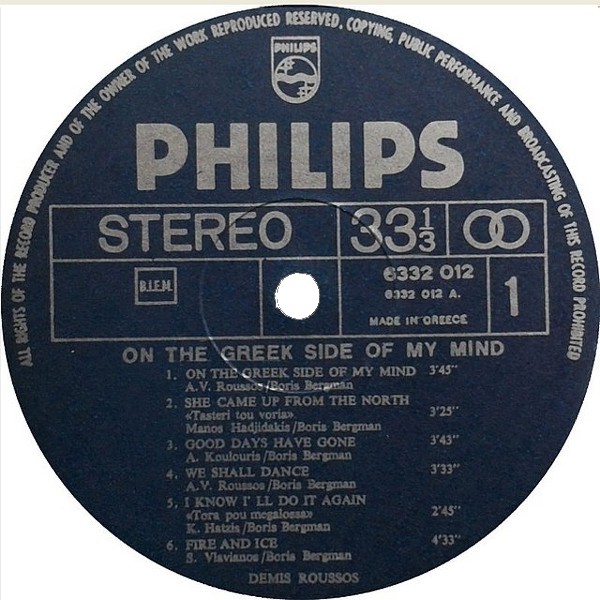 ALL RIGHTS OF THE RECORD PRODUCER AND OF THE OWNER OF THE WORK REPRODUCED RESERVED. COPYING, PUBLIC PERFORMANCE AND BROADCASTING OF THIS RECORD PROHIBITED
PHILIPS
PHILIPS
STEREO 33 1/3
B.I.E.M. 6332 012 1
6332 012 A.
MADE IN GREECE
ON THE GREEK SIDE OF MY MIND
1. ON THE GREEK SIDE OF MY MIND 3'45''
A.V. Roussos/Boris Bergman
2. SHE CAME UP FROM THE NORTH
«Tasteri tou voria» 3'25''
Manos Hadjidakis/Boris Bergman
3. GOOD DAYS HAVE GONE 3'43''
A. Koulouris/Boris Bergman
4. WE SHALL DANCE 3'33''
A.V. Roussos/Boris Bergman
5. I KNOW I' LL DO IT AGAIN
«Tora pou megalossa» 2'45''
K. Hatzis/Boris Bergman
6. FIRE AND ICE 4'33''
S. Vlavianos/Boris Bergman
DEMIS ROUSSOS